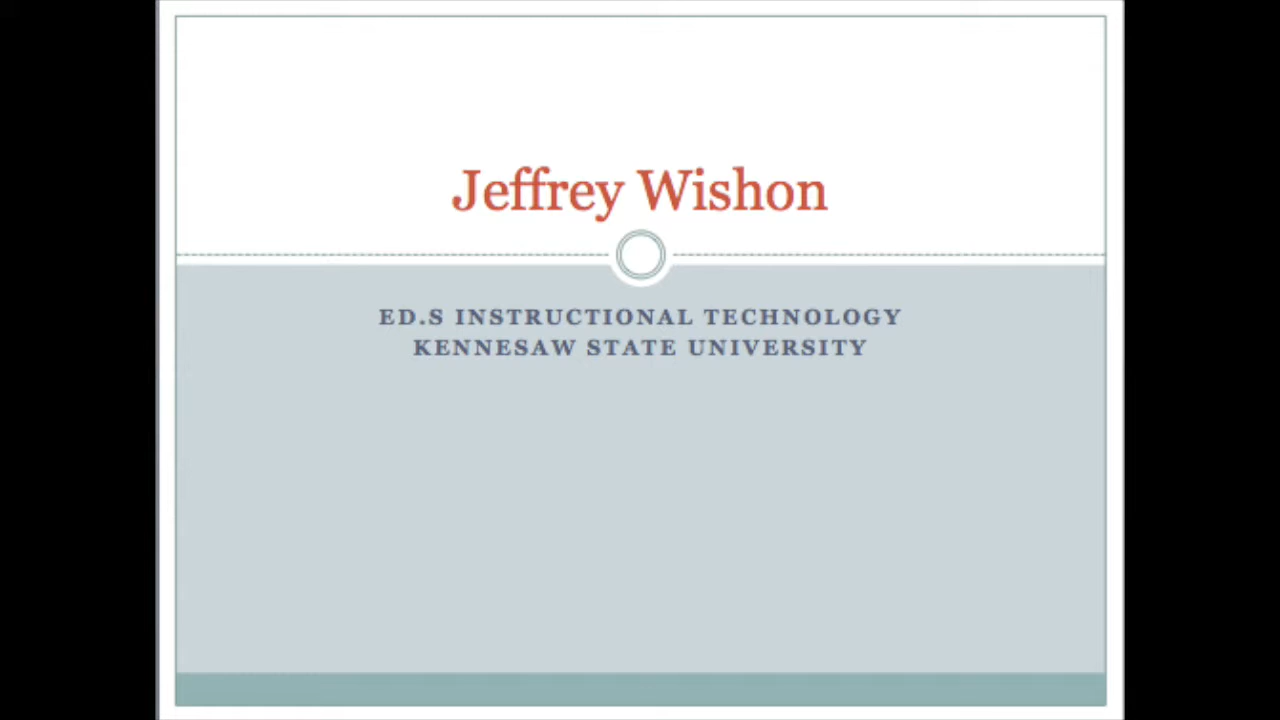 Jeffrey Wishon
ED.S INSTRUCTIONAL TECHNOLOGY
KENNESAW STATE UNIVERSITY